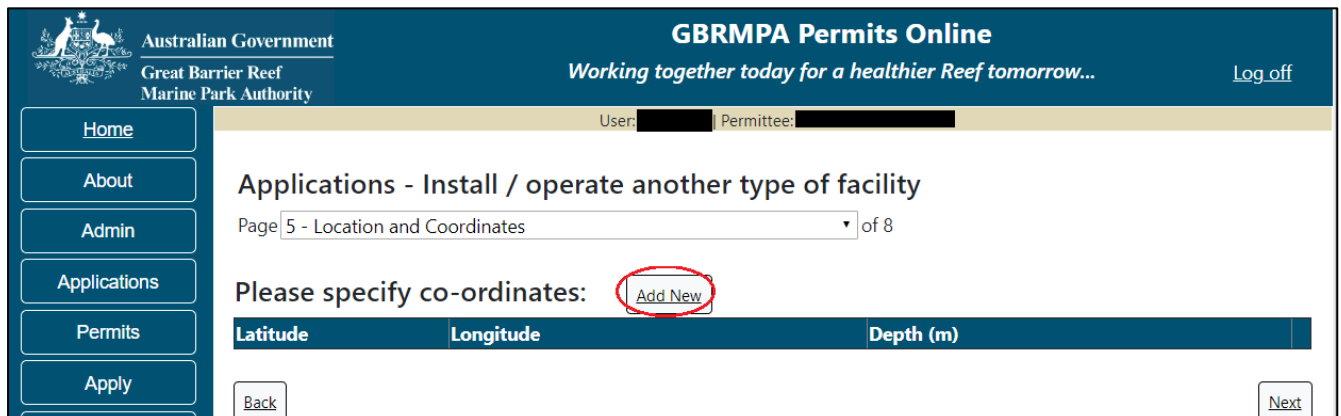 Australian Government
Great Barrier Reef
Marine Park Authority
GBRMPA Permits Online
Working together today for a healthier Reef tomorrow...
Log off
User: | Permittee:
Home
About
Admin
Applications
Permits
Apply
Applications - Install / operate another type of facility
Page 5 - Location and Coordinates of 8
Please specify co-ordinates: Add New
Latitude Longitude Depth (m)
Back Next